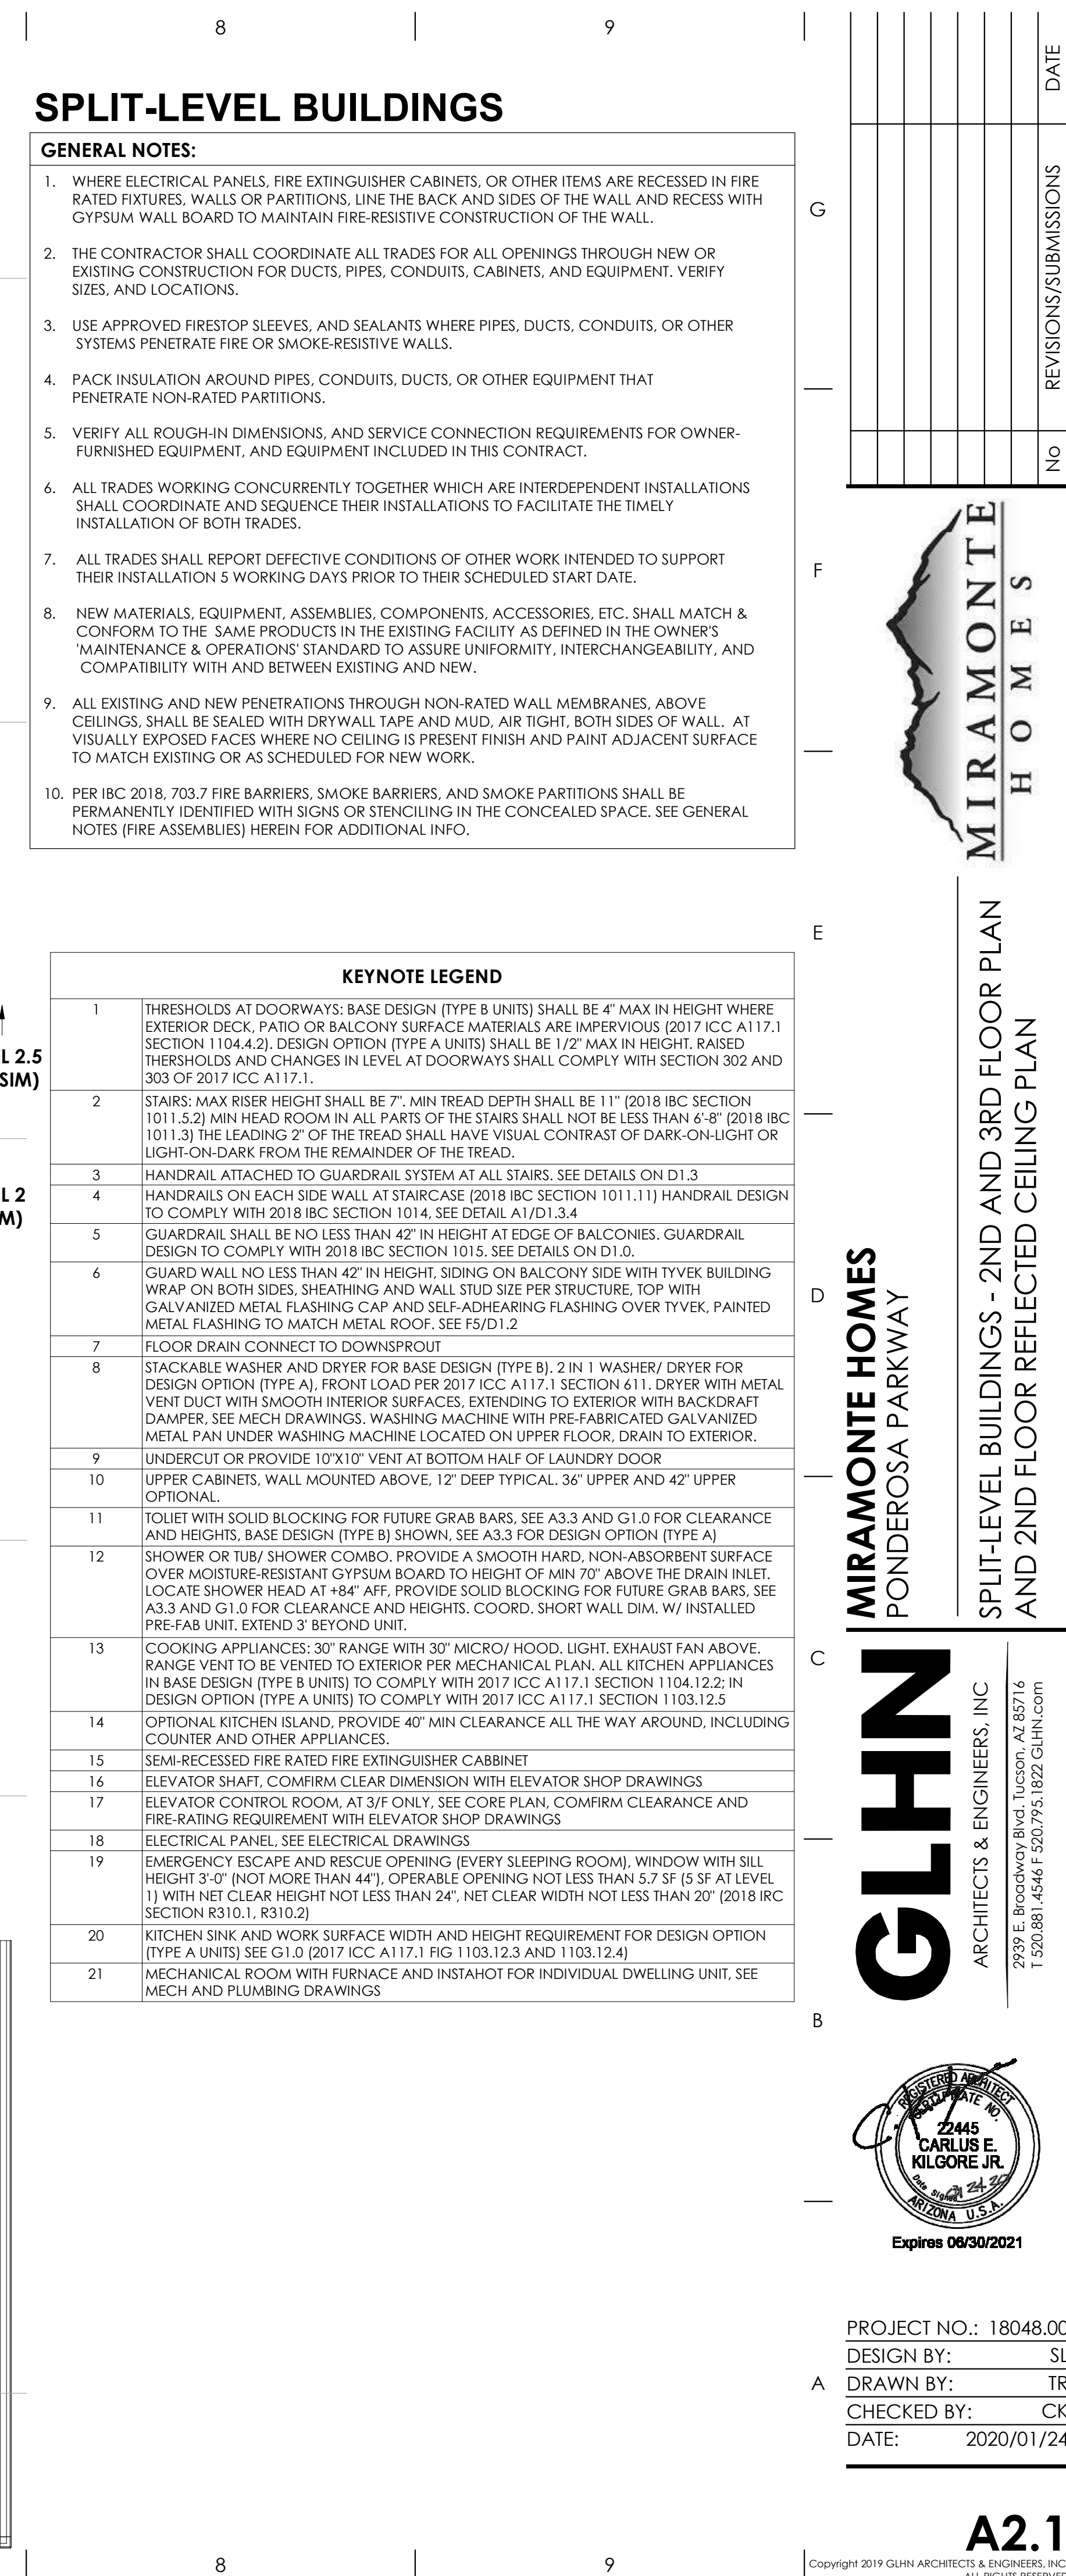 8
9
SPLIT-LEVEL BUILDINGS
GENERAL NOTES:
1. WHERE ELECTRICAL PANELS, FIRE EXTINGUISHER CABINETS, OR OTHER ITEMS ARE RECESSED IN FIRE
RATED FIXTURES, WALLS OR PARTITIONS, LINE THE BACK AND SIDES OF THE WALL AND RECESS WITH
GYPSUM WALL BOARD TO MAINTAIN FIRE-RESISTIVE CONSTRUCTION OF THE WALL.
2. THE CONTRACTOR SHALL COORDINATE ALL TRADES FOR ALL OPENINGS THROUGH NEW OR
EXISTING CONSTRUCTION FOR DUCTS, PIPES, CONDUITS, CABINETS, AND EQUIPMENT. VERIFY
SIZES, AND LOCATIONS.
3. USE APPROVED FIRESTOP SLEEVES, AND SEALANTS WHERE PIPES, DUCTS, CONDUITS, OR OTHER
SYSTEMS PENETRATE FIRE OR SMOKE-RESISTIVE WALLS.
4. PACK INSULATION AROUND PIPES, CONDUITS, DUCTS, OR OTHER EQUIPMENT THAT
PENETRATE NON-RATED PARTITIONS.
5. VERIFY ALL ROUGH-IN DIMENSIONS, AND SERVICE CONNECTION REQUIREMENTS FOR OWNER-
FURNISHED EQUIPMENT, AND EQUIPMENT INCLUDED IN THIS CONTRACT.
6. ALL TRADES WORKING CONCURRENTLY TOGETHER WHICH ARE INTERDEPENDENT INSTALLATIONS
SHALL COORDINATE AND SEQUENCE THEIR INSTALLATIONS TO FACILITATE THE TIMELY
INSTALLATION OF BOTH TRADES.
7. ALL TRADES SHALL REPORT DEFECTIVE CONDITIONS OF OTHER WORK INTENDED TO SUPPORT
THEIR INSTALLATION 5 WORKING DAYS PRIOR TO THEIR SCHEDULED START DATE.
8. NEW MATERIALS, EQUIPMENT, ASSEMBLIES, COMPONENTS, ACCESSORIES, ETC. SHALL MATCH &
CONFORM TO THE SAME PRODUCTS IN THE EXISTING FACILITY AS DEFINED IN THE OWNER'S
'MAINTENANCE & OPERATIONS' STANDARD TO ASSURE UNIFORMITY, INTERCHANGEABILITY, AND
COMPATIBILITY WITH AND BETWEEN EXISTING AND NEW.
9. ALL EXISTING AND NEW PENETRATIONS THROUGH NON-RATED WALL MEMBRANES, ABOVE
CEILINGS, SHALL BE SEALED WITH DRYWALL TAPE AND MUD, AIR TIGHT, BOTH SIDES OF WALL. AT
VISUALLY EXPOSED FACES WHERE NO CEILING IS PRESENT FINISH AND PAINT ADJACENT SURFACE
TO MATCH EXISTING OR AS SCHEDULED FOR NEW WORK.
10. PER IBC 2018, 703.7 FIRE BARRIERS, SMOKE BARRIERS, AND SMOKE PARTITIONS SHALL BE
PERMANENTLY IDENTIFIED WITH SIGNS OR STENCILING IN THE CONCEALED SPACE. SEE GENERAL
NOTES (FIRE ASSEMBLIES) HEREIN FOR ADDITIONAL INFO.
L 2.5
SIM)
L 2
M)
KEYNOTE LEGEND
1 THRESHOLDS AT DOORWAYS: BASE DESIGN (TYPE B UNITS) SHALL BE 4" MAX IN HEIGHT WHERE
EXTERIOR DECK, PATIO OR BALCONY SURFACE MATERIALS ARE IMPERVIOUS (2017 ICC A117.1
SECTION 1104.4.2). DESIGN OPTION (TYPE A UNITS) SHALL BE 1/2" MAX IN HEIGHT. RAISED
THERSHOLDS AND CHANGES IN LEVEL AT DOORWAYS SHALL COMPLY WITH SECTION 302 AND
303 OF 2017 ICC A117.1.
2 STAIRS: MAX RISER HEIGHT SHALL BE 7". MIN TREAD DEPTH SHALL BE 11" (2018 IBC SECTION
1011.5.2) MIN HEAD ROOM IN ALL PARTS OF THE STAIRS SHALL NOT BE LESS THAN 6'-8" (2018 IBC
1011.3) THE LEADING 2" OF THE TREAD SHALL HAVE VISUAL CONTRAST OF DARK-ON-LIGHT OR
LIGHT-ON-DARK FROM THE REMAINDER OF THE TREAD.
3 HANDRAIL ATTACHED TO GUARDRAIL SYSTEM AT ALL STAIRS. SEE DETAILS ON D1.3
4 HANDRAILS ON EACH SIDE WALL AT STAIRCASE (2018 IBC SECTION 1011.11) HANDRAIL DESIGN
TO COMPLY WITH 2018 IBC SECTION 1014, SEE DETAIL A1/D1.3.4
5 GUARDRAIL SHALL BE NO LESS THAN 42" IN HEIGHT AT EDGE OF BALCONIES. GUARDRAIL
DESIGN TO COMPLY WITH 2018 IBC SECTION 1015. SEE DETAILS ON D1.0.
6 GUARD WALL NO LESS THAN 42" IN HEIGHT, SIDING ON BALCONY SIDE WITH TYVEK BUILDING
WRAP ON BOTH SIDES, SHEATHING AND WALL STUD SIZE PER STRUCTURE, TOP WITH
GALVANIZED METAL FLASHING CAP AND SELF-ADHEARING FLASHING OVER TYVEK, PAINTED
METAL FLASHING TO MATCH METAL ROOF. SEE F5/D1.2
7 FLOOR DRAIN CONNECT TO DOWNSPROUT
8 STACKABLE WASHER AND DRYER FOR BASE DESIGN (TYPE B). 2 IN 1 WASHER/ DRYER FOR
DESIGN OPTION (TYPE A), FRONT LOAD PER 2017 ICC A117.1 SECTION 611. DRYER WITH METAL
VENT DUCT WITH SMOOTH INTERIOR SURFACES, EXTENDING TO EXTERIOR WITH BACKDRAFT
DAMPER, SEE MECH DRAWINGS. WASHING MACHINE WITH PRE-FABRICATED GALVANIZED
METAL PAN UNDER WASHING MACHINE LOCATED ON UPPER FLOOR, DRAIN TO EXTERIOR.
9 UNDERCUT OR PROVIDE 10"X10" VENT AT BOTTOM HALF OF LAUNDRY DOOR
10 UPPER CABINETS, WALL MOUNTED ABOVE, 12" DEEP TYPICAL. 36" UPPER AND 42" UPPER
OPTIONAL.
11 TOLIET WITH SOLID BLOCKING FOR FUTURE GRAB BARS, SEE A3.3 AND G1.0 FOR CLEARANCE
AND HEIGHTS, BASE DESIGN (TYPE B) SHOWN, SEE A3.3 FOR DESIGN OPTION (TYPE A)
12 SHOWER OR TUB/ SHOWER COMBO. PROVIDE A SMOOTH HARD, NON-ABSORBENT SURFACE
OVER MOISTURE-RESISTANT GYPSUM BOARD TO HEIGHT OF MIN 70" ABOVE THE DRAIN INLET.
LOCATE SHOWER HEAD AT +84" AFF, PROVIDE SOLID BLOCKING FOR FUTURE GRAB BARS, SEE
A3.3 AND G1.0 FOR CLEARANCE AND HEIGHTS. COORD. SHORT WALL DIM. W/ INSTALLED
PRE-FAB UNIT. EXTEND 3' BEYOND UNIT.
13 COOKING APPLIANCES: 30" RANGE WITH 30" MICRO/ HOOD. LIGHT. EXHAUST FAN ABOVE.
RANGE VENT TO BE VENTED TO EXTERIOR PER MECHANICAL PLAN. ALL KITCHEN APPLIANCES
IN BASE DESIGN (TYPE B UNITS) TO COMPLY WITH 2017 ICC A117.1 SECTION 1104.12.2; IN
DESIGN OPTION (TYPE A UNITS) TO COMPLY WITH 2017 ICC A117.1 SECTION 1103.12.5
14 OPTIONAL KITCHEN ISLAND, PROVIDE 40" MIN CLEARANCE ALL THE WAY AROUND, INCLUDING
COUNTER AND OTHER APPLIANCES.
15 SEMI-RECESSED FIRE RATED FIRE EXTINGUISHER CABBINET
16 ELEVATOR SHAFT, COMFIRM CLEAR DIMENSION WITH ELEVATOR SHOP DRAWINGS
17 ELEVATOR CONTROL ROOM, AT 3/F ONLY, SEE CORE PLAN, COMFIRM CLEARANCE AND
FIRE-RATING REQUIREMENT WITH ELEVATOR SHOP DRAWINGS
18 ELECTRICAL PANEL, SEE ELECTRICAL DRAWINGS
19 EMERGENCY ESCAPE AND RESCUE OPENING (EVERY SLEEPING ROOM), WINDOW WITH SILL
HEIGHT 3'-0" (NOT MORE THAN 44"), OPERABLE OPENING NOT LESS THAN 5.7 SF (5 SF AT LEVEL
1) WITH NET CLEAR HEIGHT NOT LESS THAN 24", NET CLEAR WIDTH NOT LESS THAN 20" (2018 IRC
SECTION R310.1, R310.2)
20 KITCHEN SINK AND WORK SURFACE WIDTH AND HEIGHT REQUIREMENT FOR DESIGN OPTION
(TYPE A UNITS) SEE G1.0 (2017 ICC A117.1 FIG 1103.12.3 AND 1103.12.4)
21 MECHANICAL ROOM WITH FURNACE AND INSTAHOT FOR INDIVIDUAL DWELLING UNIT, SEE
MECH AND PLUMBING DRAWINGS
G
F
E
D
C
B
A
No
REVISIONS/SUBMISSIONS
DATE
MIRAMONTE
HOMES
MIRAMONTE HOMES
PONDEROSA PARKWAY
SPLIT-LEVEL BUILDINGS - 2ND AND 3RD FLOOR PLAN
AND 2ND FLOOR REFLECTED CEILING PLAN
GLHN
ARCHITECTS & ENGINEERS, INC
2939 E. Broadway Blvd. Tucson, AZ 85716
T 520.881.4546 F 520.795.1822 GLHN.com
REGISTERED ARCHITECT
CERTIFICATE NO.
22445
CARLUS E.
KILGORE JR.
Date Signed 01 24 20
ARIZONA U.S.A.
Expires 06/30/2021
PROJECT NO.: 18048.00
DESIGN BY: SL
DRAWN BY: TR
CHECKED BY: CK
DATE: 2020/01/24
A2.1
8
9
Copyright 2019 GLHN ARCHITECTS & ENGINEERS, INC
ALL RIGHTS RESERVED